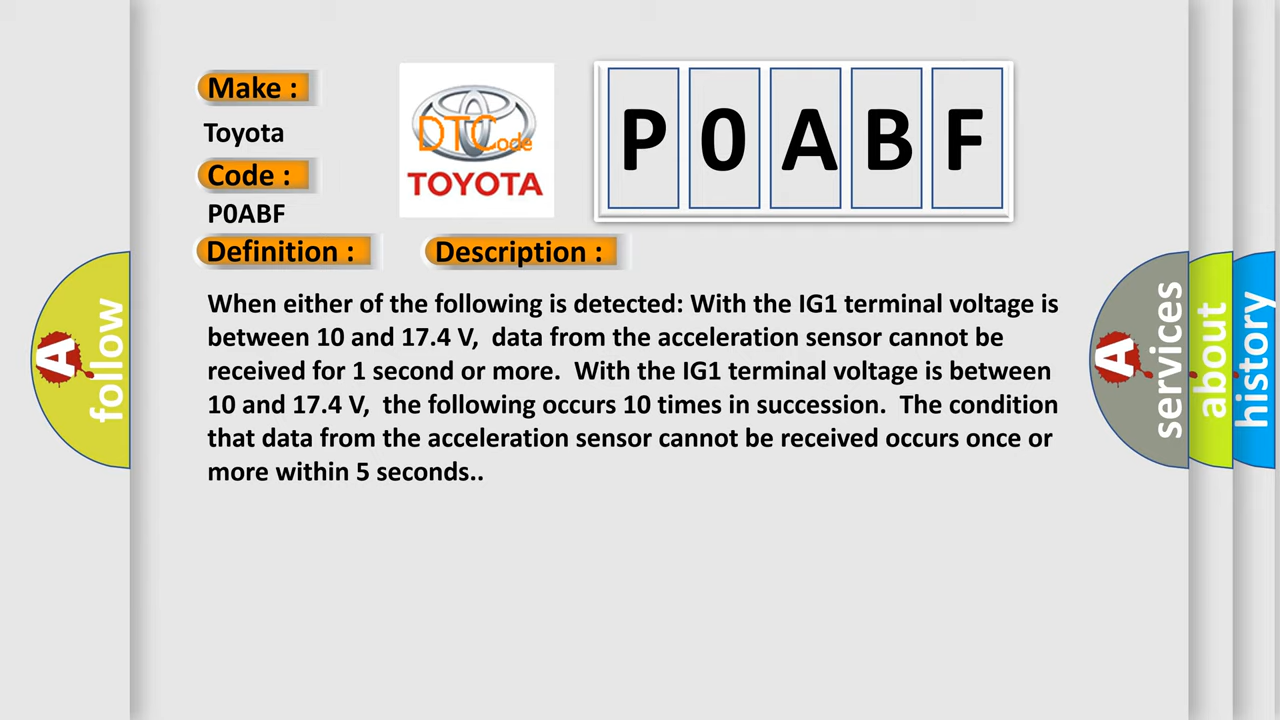 Make :
Toyota
Code :
P0ABF
Definition :
Description :
DTCode
TOYOTA
P0ABF
When either of the following is detected: With the IG1 terminal voltage is
between 10 and 17.4 V, data from the acceleration sensor cannot be
received for 1 second or more. With the IG1 terminal voltage is between
10 and 17.4 V, the following occurs 10 times in succession. The condition
that data from the acceleration sensor cannot be received occurs once or
more within 5 seconds..
A follow
A services
about
history